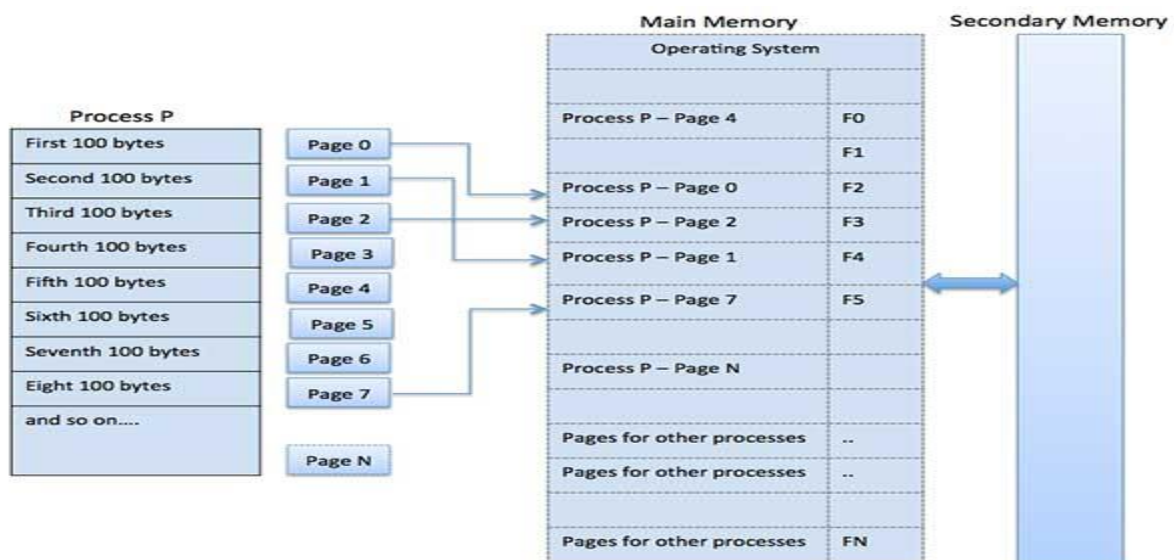 Main Memory
Secondary Memory
Operating System
Process P
First 100 bytes
Second 100 bytes
Third 100 bytes
Fourth 100 bytes
Fifth 100 bytes
Sixth 100 bytes
Seventh 100 bytes
Eight 100 bytes
and so on....
Page 0
Page 1
Page 2
Page 3
Page 4
Page 5
Page 6
Page 7
Page N
Process P – Page 4 F0
F1
Process P – Page 0 F2
Process P – Page 2 F3
Process P – Page 1 F4
Process P – Page 7 F5
Process P – Page N
Pages for other processes ..
Pages for other processes ..
Pages for other processes FN